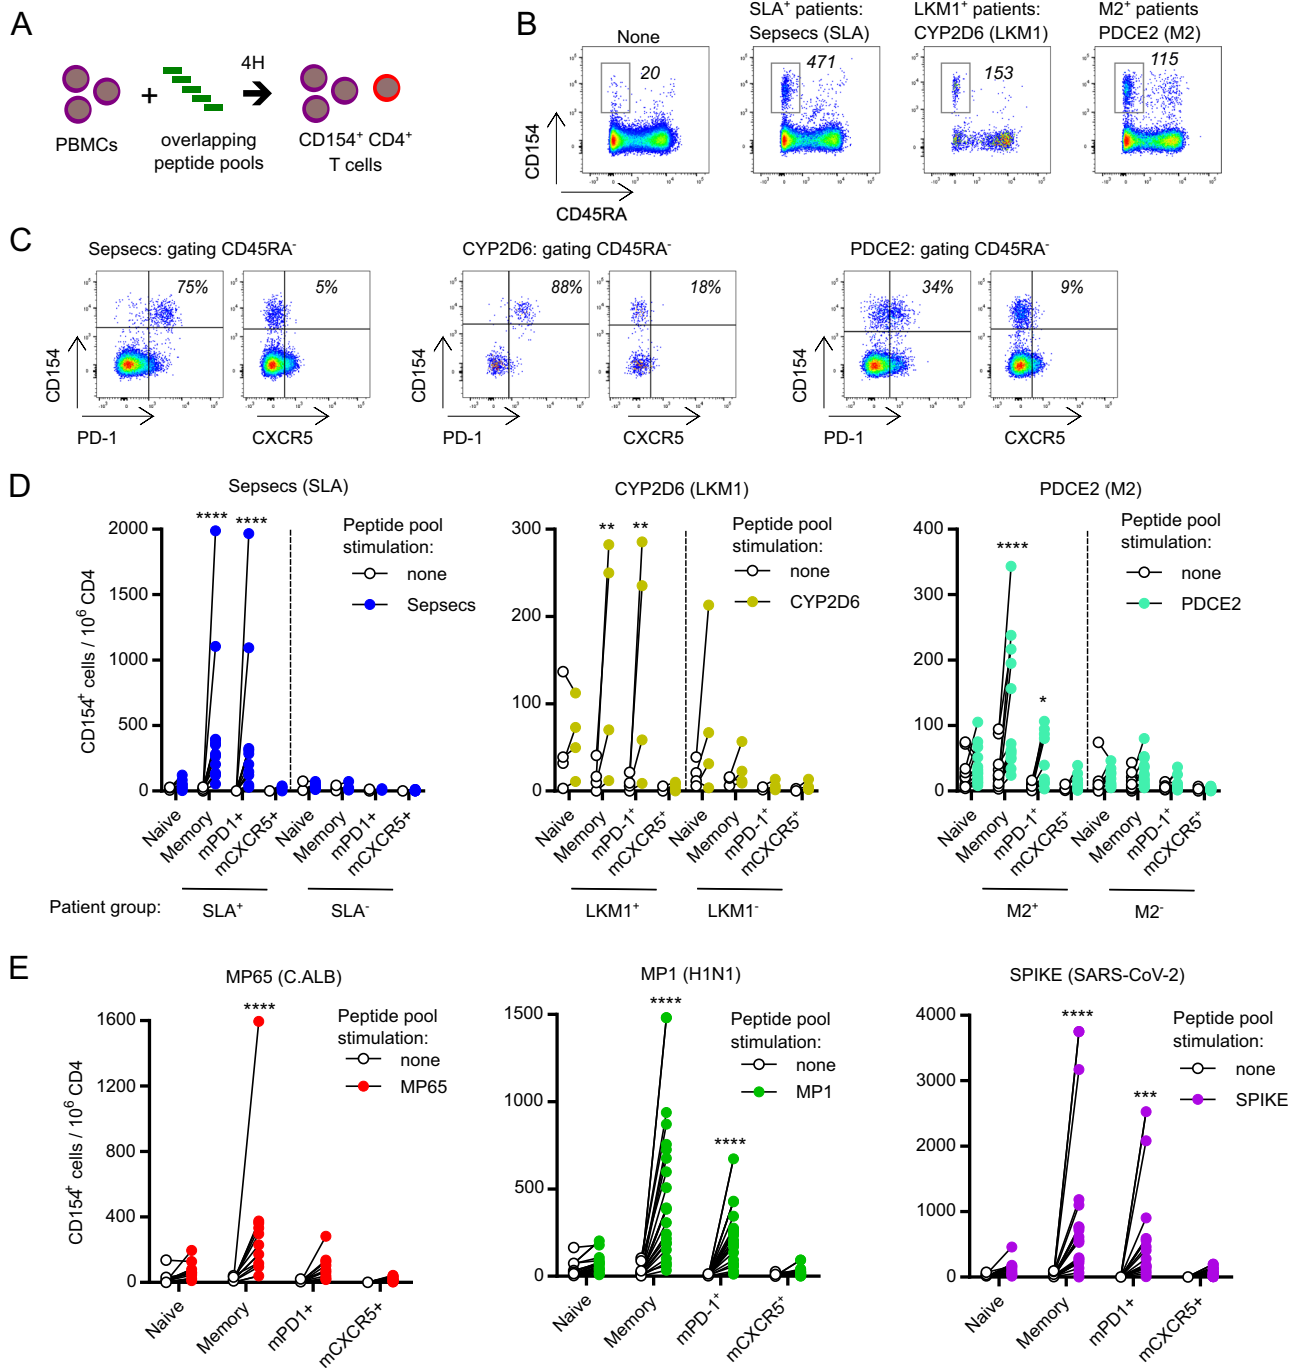 A
4H
+
PBMCs
overlapping
peptide pools
CD154⁺ CD4⁺
T cells
B
None
SLA⁺ patients:
Sepsecs (SLA)
LKM1⁺ patients:
CYP2D6 (LKM1)
M2⁺ patients
PDCE2 (M2)
20
471
153
115
CD154
CD45RA
C
Sepsecs: gating CD45RA⁻
CYP2D6: gating CD45RA⁻
PDCE2: gating CD45RA⁻
75%
5%
88%
18%
34%
9%
CD154
PD-1
CXCR5
CD154
PD-1
CXCR5
CD154
PD-1
CXCR5
D
Sepsecs (SLA)
CD154⁺ cells / 10⁶ CD4
2000
1500
1000
500
0
**** ****
Peptide pool
stimulation:
none
Sepsecs
Naive
Memory
mPD1+
mCXCR5+
Naive
Memory
mPD1+
mCXCR5+
CYP2D6 (LKM1)
300
200
100
0
** **
Peptide pool
stimulation:
none
CYP2D6
Naive
Memory
mPD-1⁺
mCXCR5⁺
Naive
Memory
mPD-1⁺
mCXCR5⁺
PDCE2 (M2)
400
300
200
100
0
****
*
Peptide pool
stimulation:
none
PDCE2
Naive
Memory
mPD-1⁺
mCXCR5⁺
Naive
Memory
mPD-1⁺
mCXCR5⁺
Patient group:
SLA⁺
SLA⁻
LKM1⁺
LKM1⁻
M2⁺
M2⁻
E
MP65 (C.ALB)
CD154⁺ cells / 10⁶ CD4
1600
1200
800
400
0
****
Peptide pool
stimulation:
none
MP65
Naive
Memory
mPD1+
mCXCR5+
MP1 (H1N1)
1500
1000
500
0
****
****
Peptide pool
stimulation:
none
MP1
Naive
Memory
mPD-1⁺
mCXCR5⁺
SPIKE (SARS-CoV-2)
4000
3000
2000
1000
0
****
***
Peptide pool
stimulation:
none
SPIKE
Naive
Memory
mPD1+
mCXCR5+